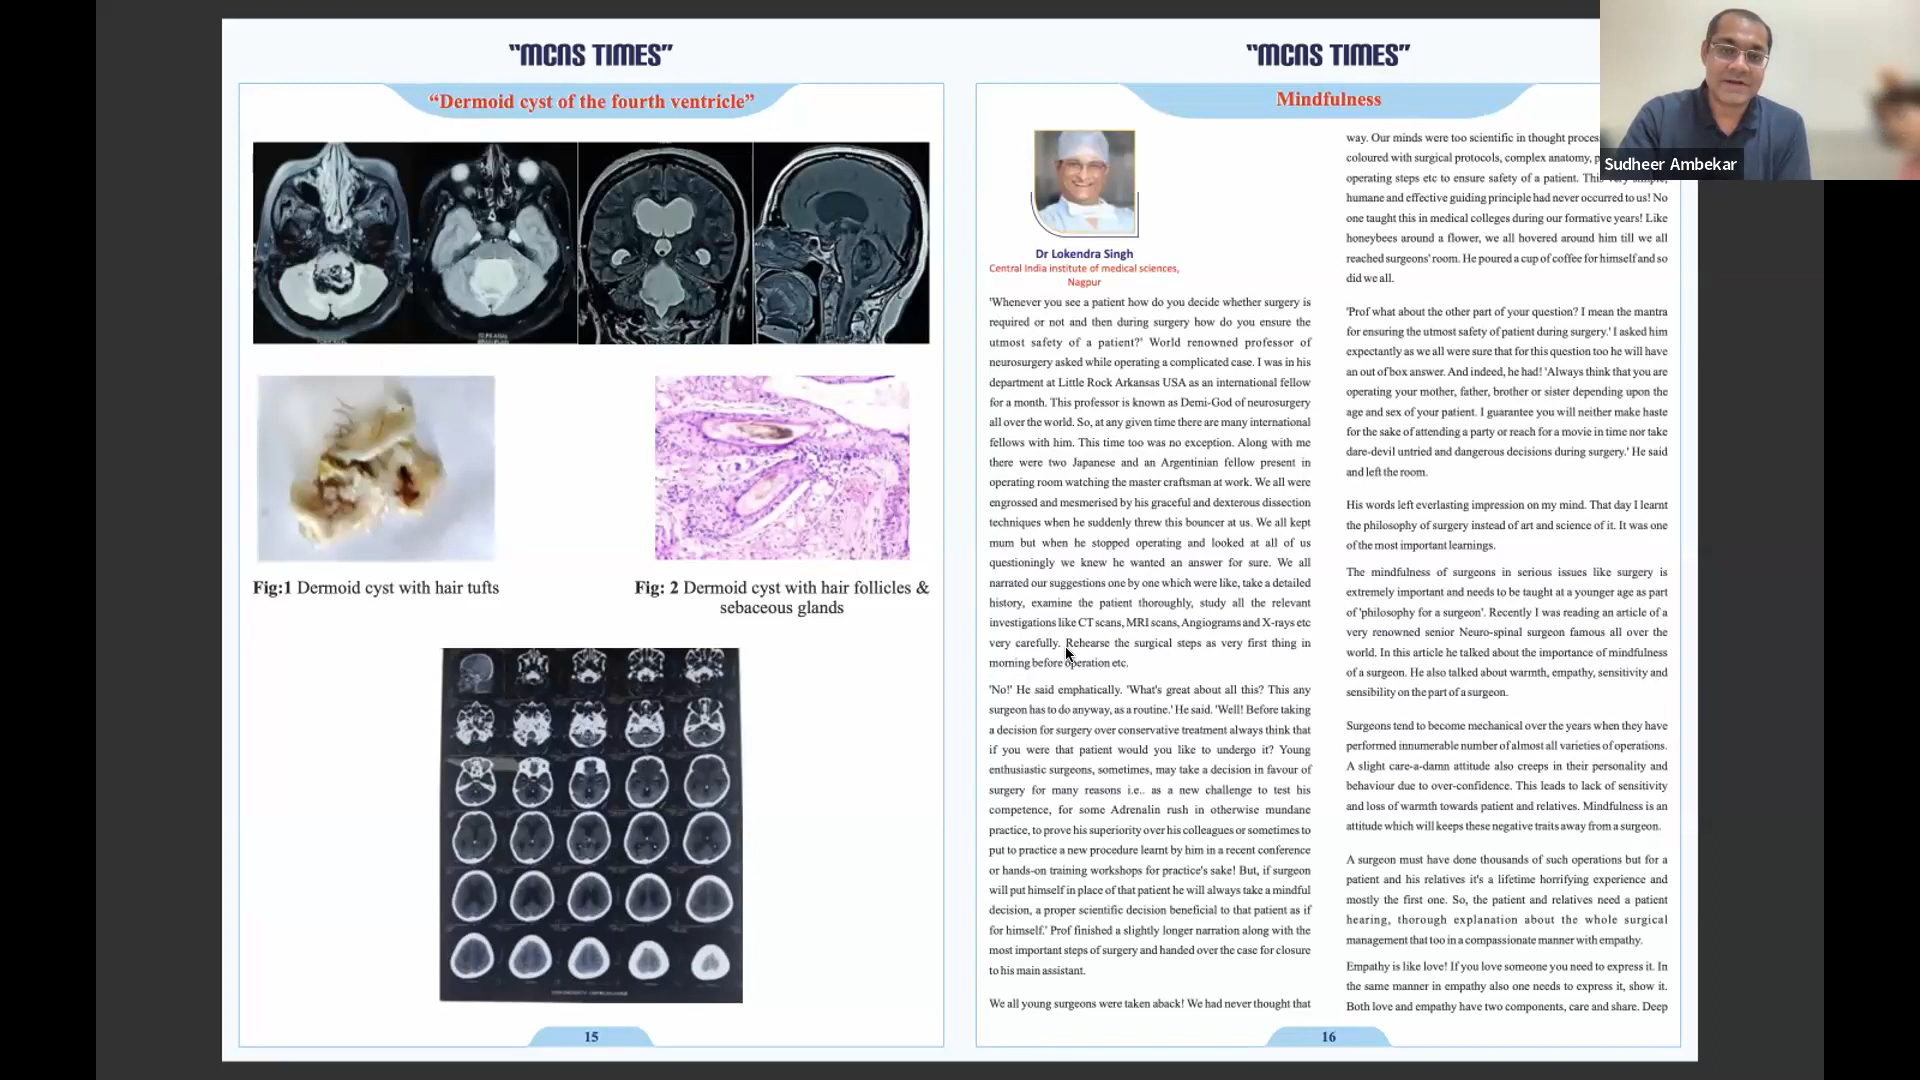 "MCNS TIMES"
"Dermoid cyst of the fourth ventricle"
Fig:1 Dermoid cyst with hair tufts
Fig: 2 Dermoid cyst with hair follicles &
sebaceous glands
15
"MCNS TIMES"
Mindfulness
Dr Lokendra Singh
Central India institute of medical sciences,
Nagpur
'Whenever you see a patient how do you decide whether surgery is
required or not and then during surgery how do you ensure the
utmost safety of a patient?' World renowned professor of
neurosurgery asked while operating a complicated case. I was in his
department at Little Rock Arkansas USA as an international fellow
for a month. This professor is known as Demi-God of neurosurgery
all over the world. So, at any given time there are many international
fellows with him. This time too was no exception. Along with me
there were two Japanese and an Argentinian fellow present in
operating room watching the master craftsman at work. We all were
engrossed and mesmerised by his graceful and dexterous dissection
techniques when he suddenly threw this bouncer at us. We all kept
mum but when he stopped operating and looked at all of us
questioningly we knew he wanted an answer for sure. We all
narrated our suggestions one by one which were like, take a detailed
history, examine the patient thoroughly, study all the relevant
investigations like CT scans, MRI scans, Angiograms and X-rays etc
very carefully. Rehearse the surgical steps as very first thing in
morning before operation etc.
'No!' He said emphatically. 'What's great about all this? This any
surgeon has to do anyway, as a routine.' He said. 'Well! Before taking
a decision for surgery over conservative treatment always think that
if you were that patient would you like to undergo it? Young
enthusiastic surgeons, sometimes, may take a decision in favour of
surgery for many reasons i.e.. as a new challenge to test his
competence, for some Adrenalin rush in otherwise mundane
practice, to prove his superiority over his colleagues or sometimes to
put to practice a new procedure learnt by him in a recent conference
or hands-on training workshops for practice's sake! But, if surgeon
will put himself in place of that patient he will always take a mindful
decision, a proper scientific decision beneficial to that patient as if
for himself.' Prof finished a slightly longer narration along with the
most important steps of surgery and handed over the case for closure
to his main assistant.
We all young surgeons were taken aback! We had never thought that
way. Our minds were too scientific in thought proces
coloured with surgical protocols, complex anatomy, p
operating steps etc to ensure safety of a patient. This very simple,
humane and effective guiding principle had never occurred to us! No
one taught this in medical colleges during our formative years! Like
honeybees around a flower, we all hovered around him till we all
reached surgeons' room. He poured a cup of coffee for himself and so
did we all.
'Prof what about the other part of your question? I mean the mantra
for ensuring the utmost safety of patient during surgery.' I asked him
expectantly as we all were sure that for this question too he will have
an out of box answer. And indeed, he had! 'Always think that you are
operating your mother, father, brother or sister depending upon the
age and sex of your patient. I guarantee you will neither make haste
for the sake of attending a party or reach for a movie in time nor take
dare-devil untried and dangerous decisions during surgery.' He said
and left the room.
His words left everlasting impression on my mind. That day I learnt
the philosophy of surgery instead of art and science of it. It was one
of the most important learnings.
The mindfulness of surgeons in serious issues like surgery is
extremely important and needs to be taught at a younger age as part
of 'philosophy for a surgeon'. Recently I was reading an article of a
very renowned senior Neuro-spinal surgeon famous all over the
world. In this article he talked about the importance of mindfulness
of a surgeon. He also talked about warmth, empathy, sensitivity and
sensibility on the part of a surgeon.
Surgeons tend to become mechanical over the years when they have
performed innumerable number of almost all varieties of operations.
A slight care-a-damn attitude also creeps in their personality and
behaviour due to over-confidence. This leads to lack of sensitivity
and loss of warmth towards patient and relatives. Mindfulness is an
attitude which will keeps these negative traits away from a surgeon.
A surgeon must have done thousands of such operations but for a
patient and his relatives it's a lifetime horrifying experience and
mostly the first one. So, the patient and relatives need a patient
hearing, thorough explanation about the whole surgical
management that too in a compassionate manner with empathy.
Empathy is like love! If you love someone you need to express it. In
the same manner in empathy also one needs to express it, show it.
Both love and empathy have two components, care and share. Deep
16
Sudheer Ambekar